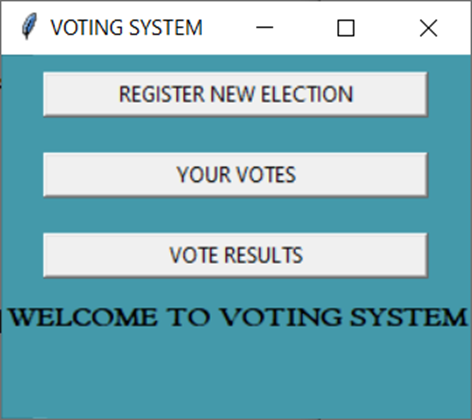 VOTING SYSTEM
REGISTER NEW ELECTION
YOUR VOTES
VOTE RESULTS
WELCOME TO VOTING SYSTEM